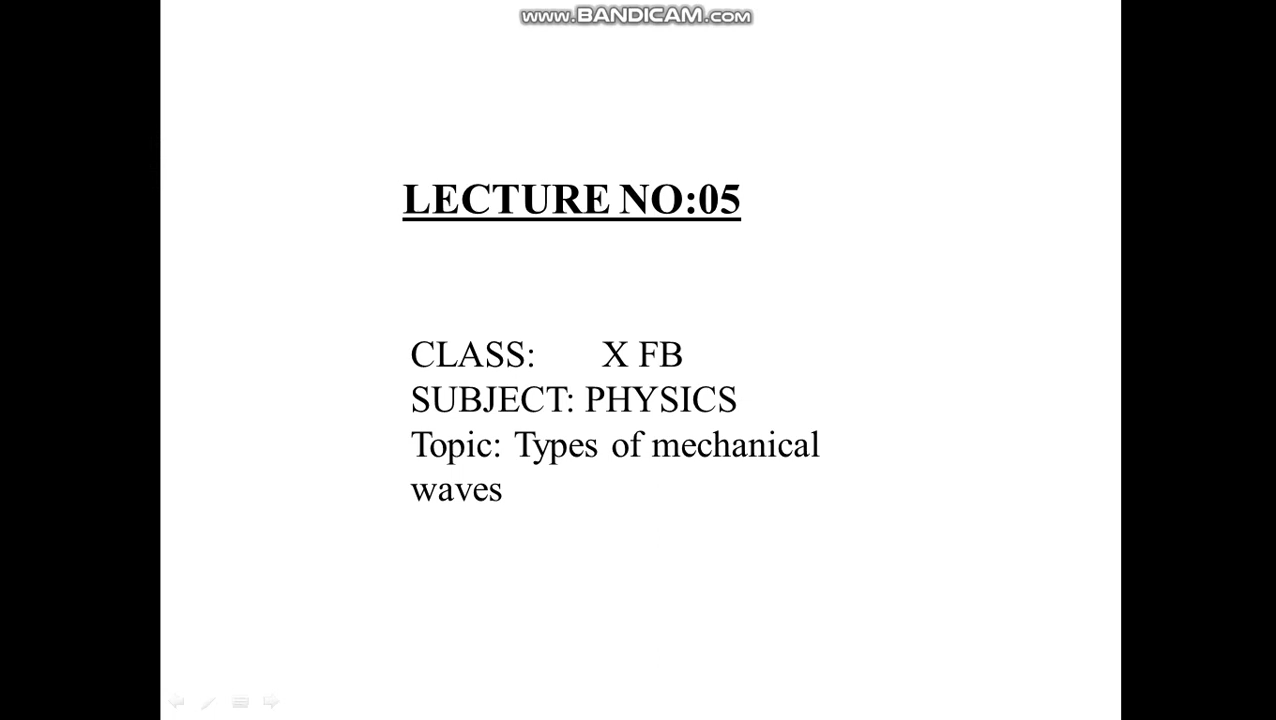 www.BANDICAM.com
LECTURE NO:05
CLASS: X FB
SUBJECT: PHYSICS
Topic: Types of mechanical
waves